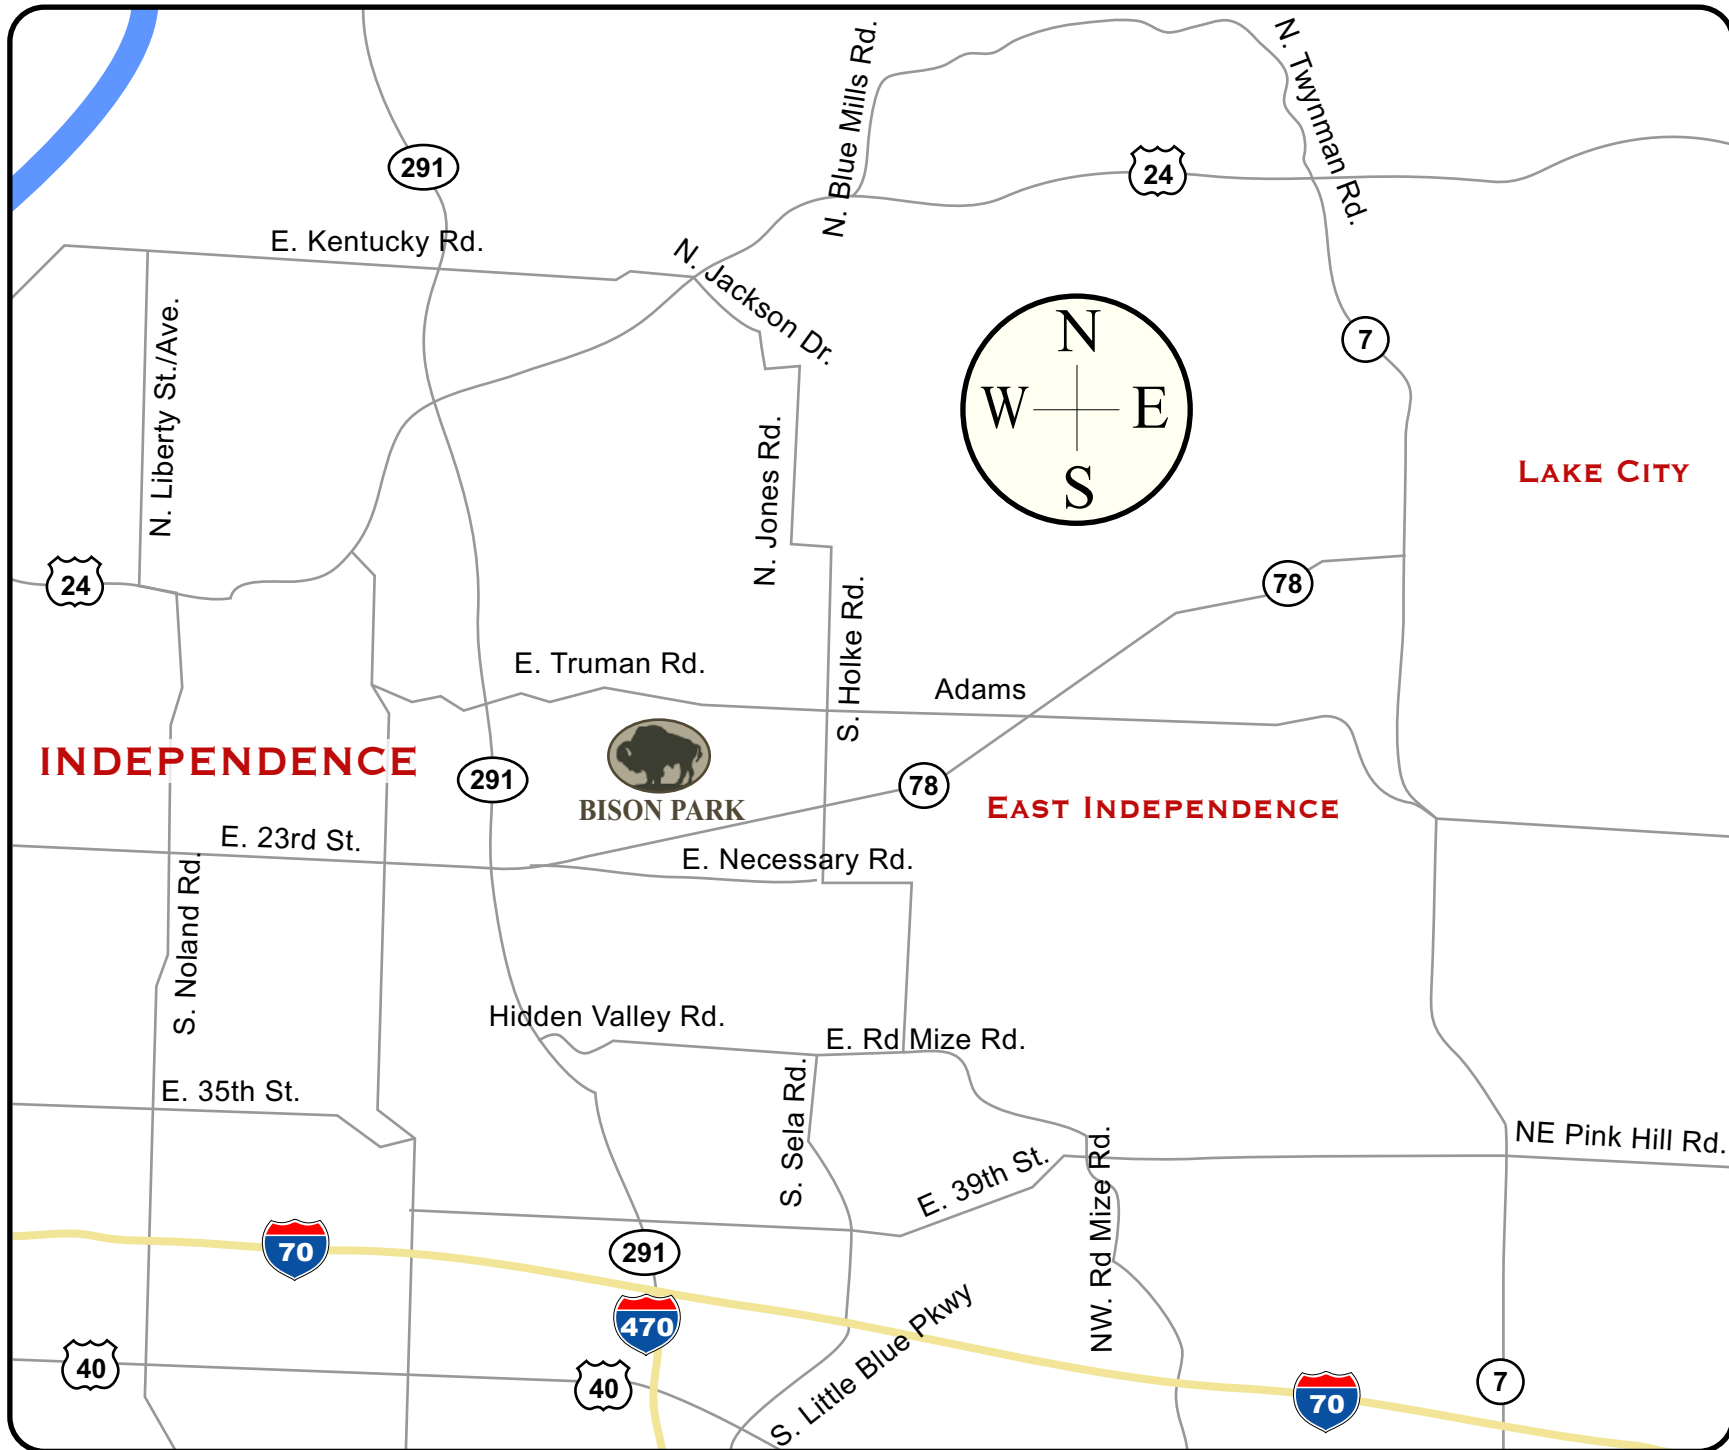 N. Blue Mills Rd.
N. Twynman Rd.
291
24
E. Kentucky Rd.
N. Jackson Dr.
N. Liberty St./Ave.
N
W
E
S
7
N. Jones Rd.
LAKE CITY
24
78
S. Holke Rd.
E. Truman Rd.
Adams
INDEPENDENCE
291
BISON PARK
78
EAST INDEPENDENCE
E. 23rd St.
E. Necessary Rd.
S. Noland Rd.
Hidden Valley Rd.
E. Rd Mize Rd.
E. 35th St.
S. Sela Rd.
E. 39th St.
NW. Rd Mize Rd.
NE Pink Hill Rd.
70
291
470
S. Little Blue Pkwy
40
40
70
7